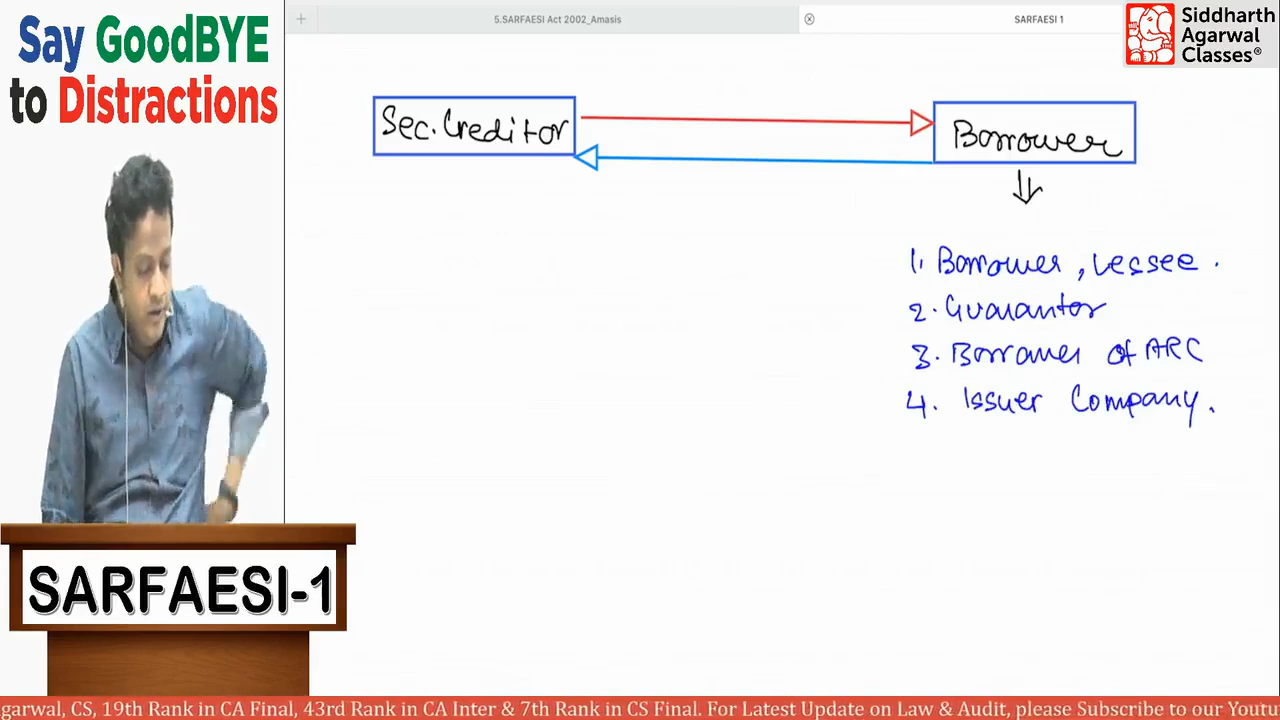 Say GoodBYE
to Distractions
5.SARFAESI Act 2002_Amasis
SARFAESI 1
Siddharth
Agarwal
Classes®
Sec. Creditor
Borrower
1. Borrower, Lessee.
2. Guarantor
3. Borrower of ARC
4. Issuer Company.
SARFAESI-1
garwal, CS, 19th Rank in CA Final, 43rd Rank in CA Inter & 7th Rank in CS Final. For Latest Update on Law & Audit, please Subscribe to our Youtu